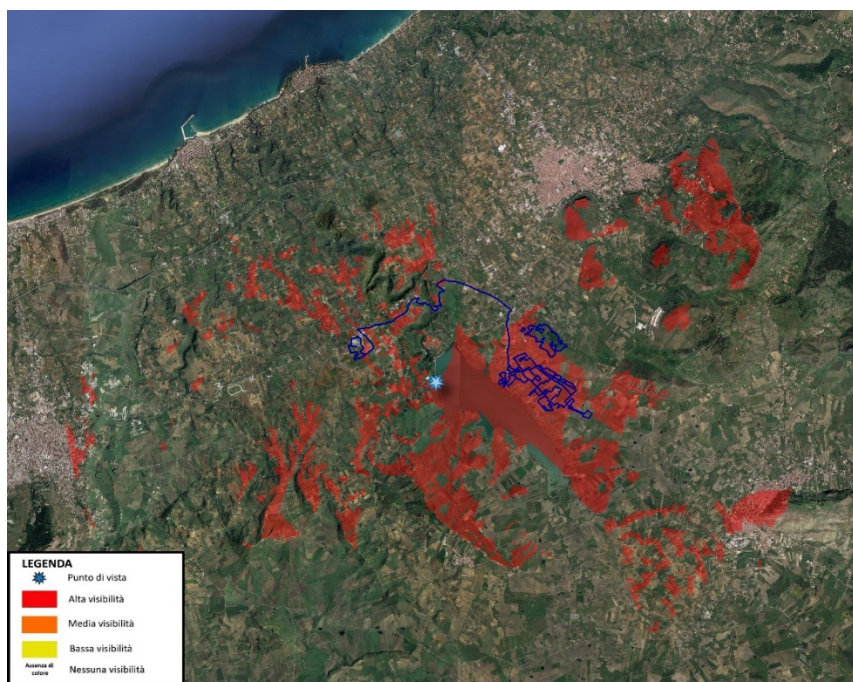 LEGENDA
Punto di vista
Alta visibilità
Media visibilità
Bassa visibilità
Assenza di
colore
Nessuna visibilità